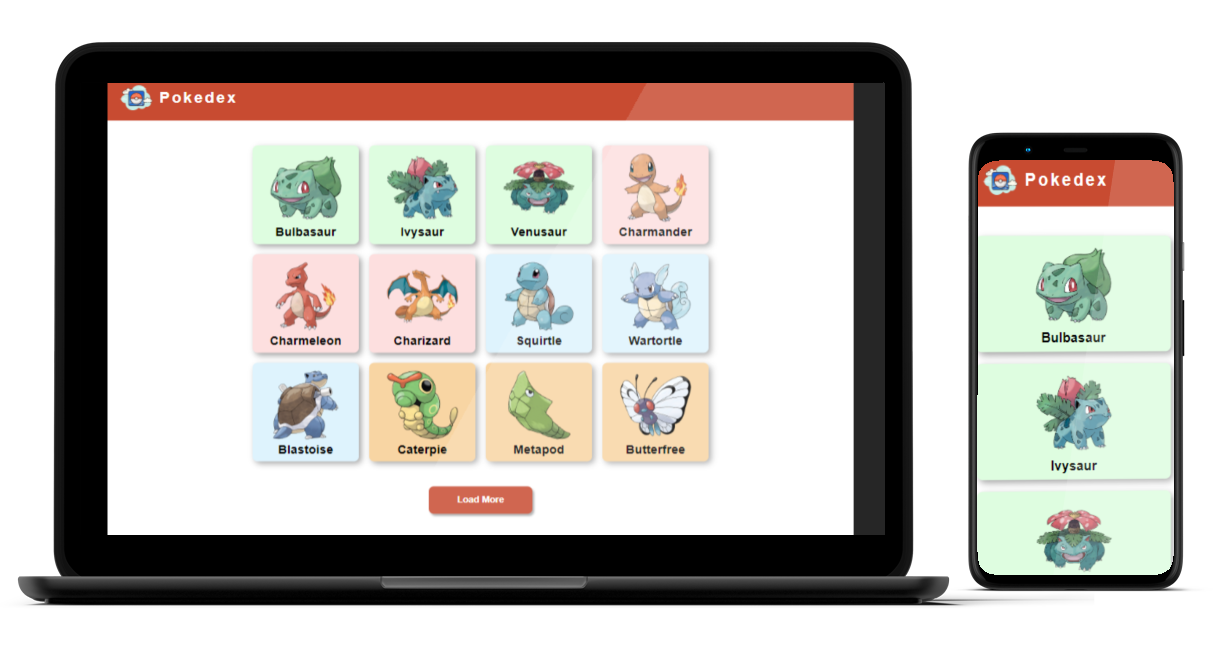 Pokedex
Bulbasaur
Ivysaur
Venusaur
Charmander
Charmeleon
Charizard
Squirtle
Wartortle
Blastoise
Caterpie
Metapod
Butterfree
Load More
Pokedex
Bulbasaur
Ivysaur